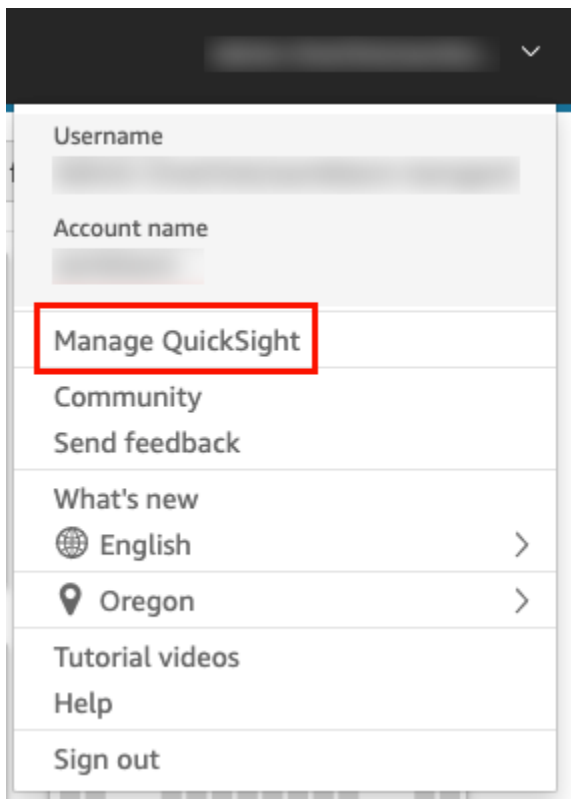 Username
Account name
Manage QuickSight
Community
Send feedback
What's new
English
Oregon
Tutorial videos
Help
Sign out